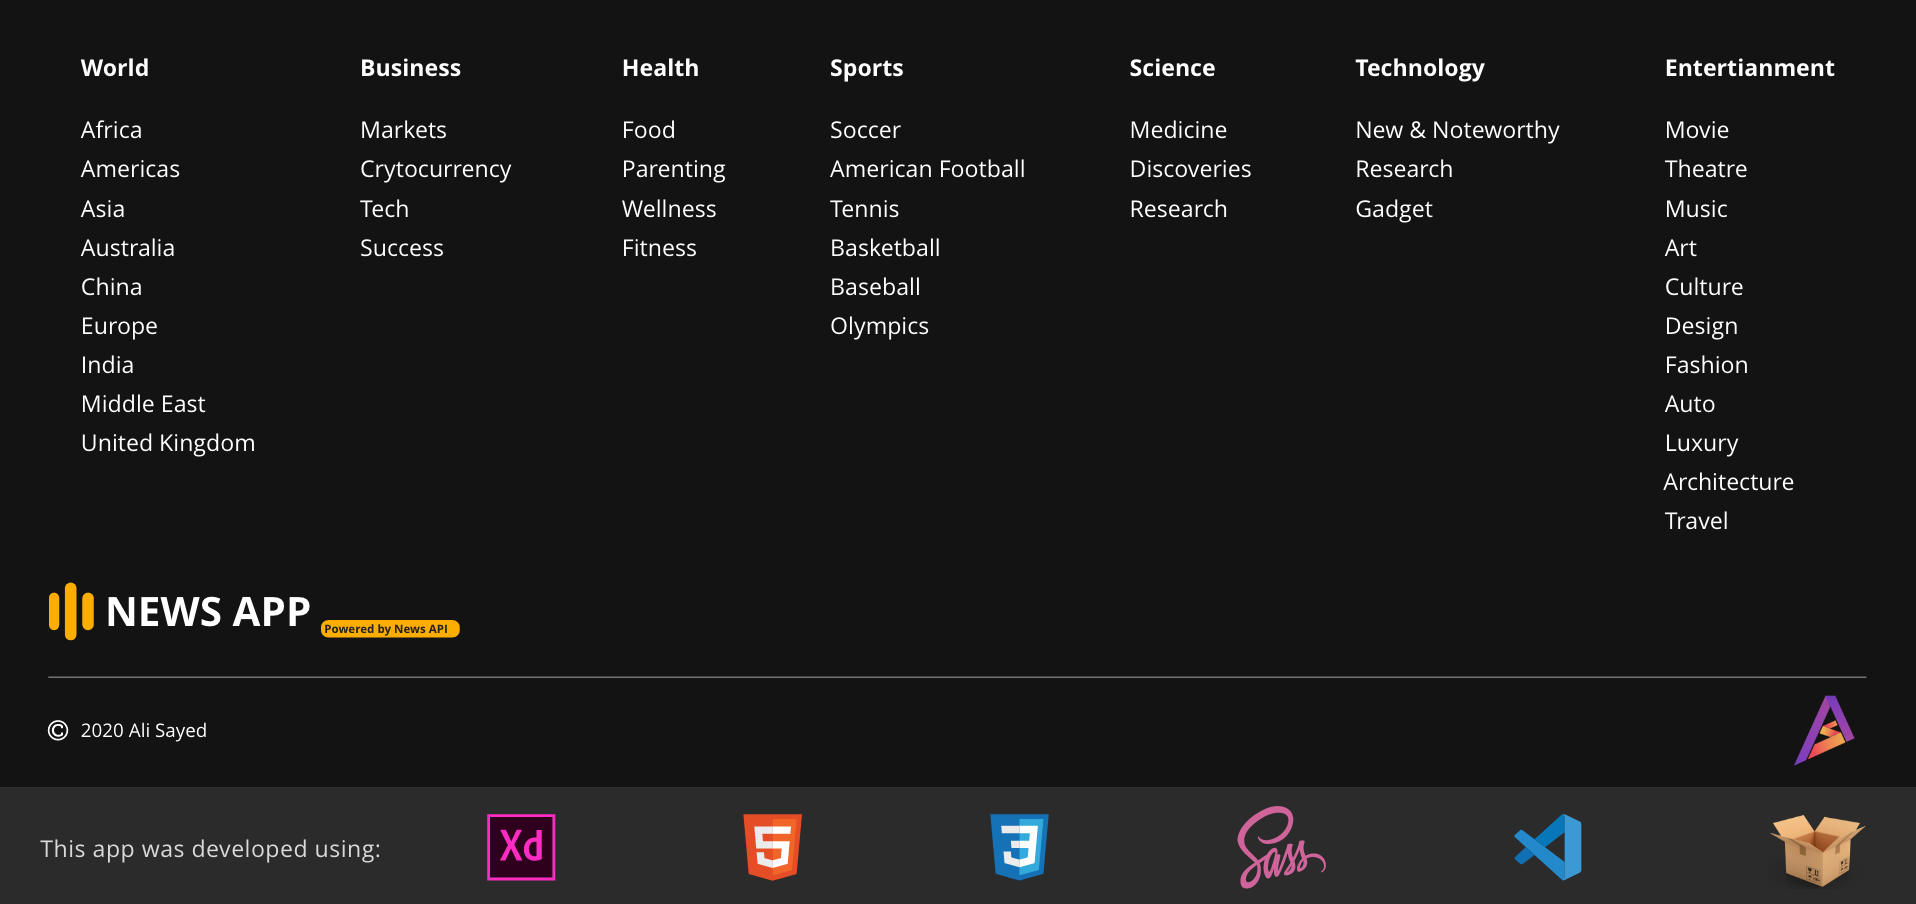 World
Africa
Americas
Asia
Australia
China
Europe
India
Middle East
United Kingdom
Business
Markets
Crytocurrency
Tech
Success
Health
Food
Parenting
Wellness
Fitness
Sports
Soccer
American Football
Tennis
Basketball
Baseball
Olympics
Science
Medicine
Discoveries
Research
Technology
New & Noteworthy
Research
Gadget
Entertianment
Movie
Theatre
Music
Art
Culture
Design
Fashion
Auto
Luxury
Architecture
Travel
NEWS APP
Powered by News API
© 2020 Ali Sayed
This app was developed using:
Xd
5
3
Sass